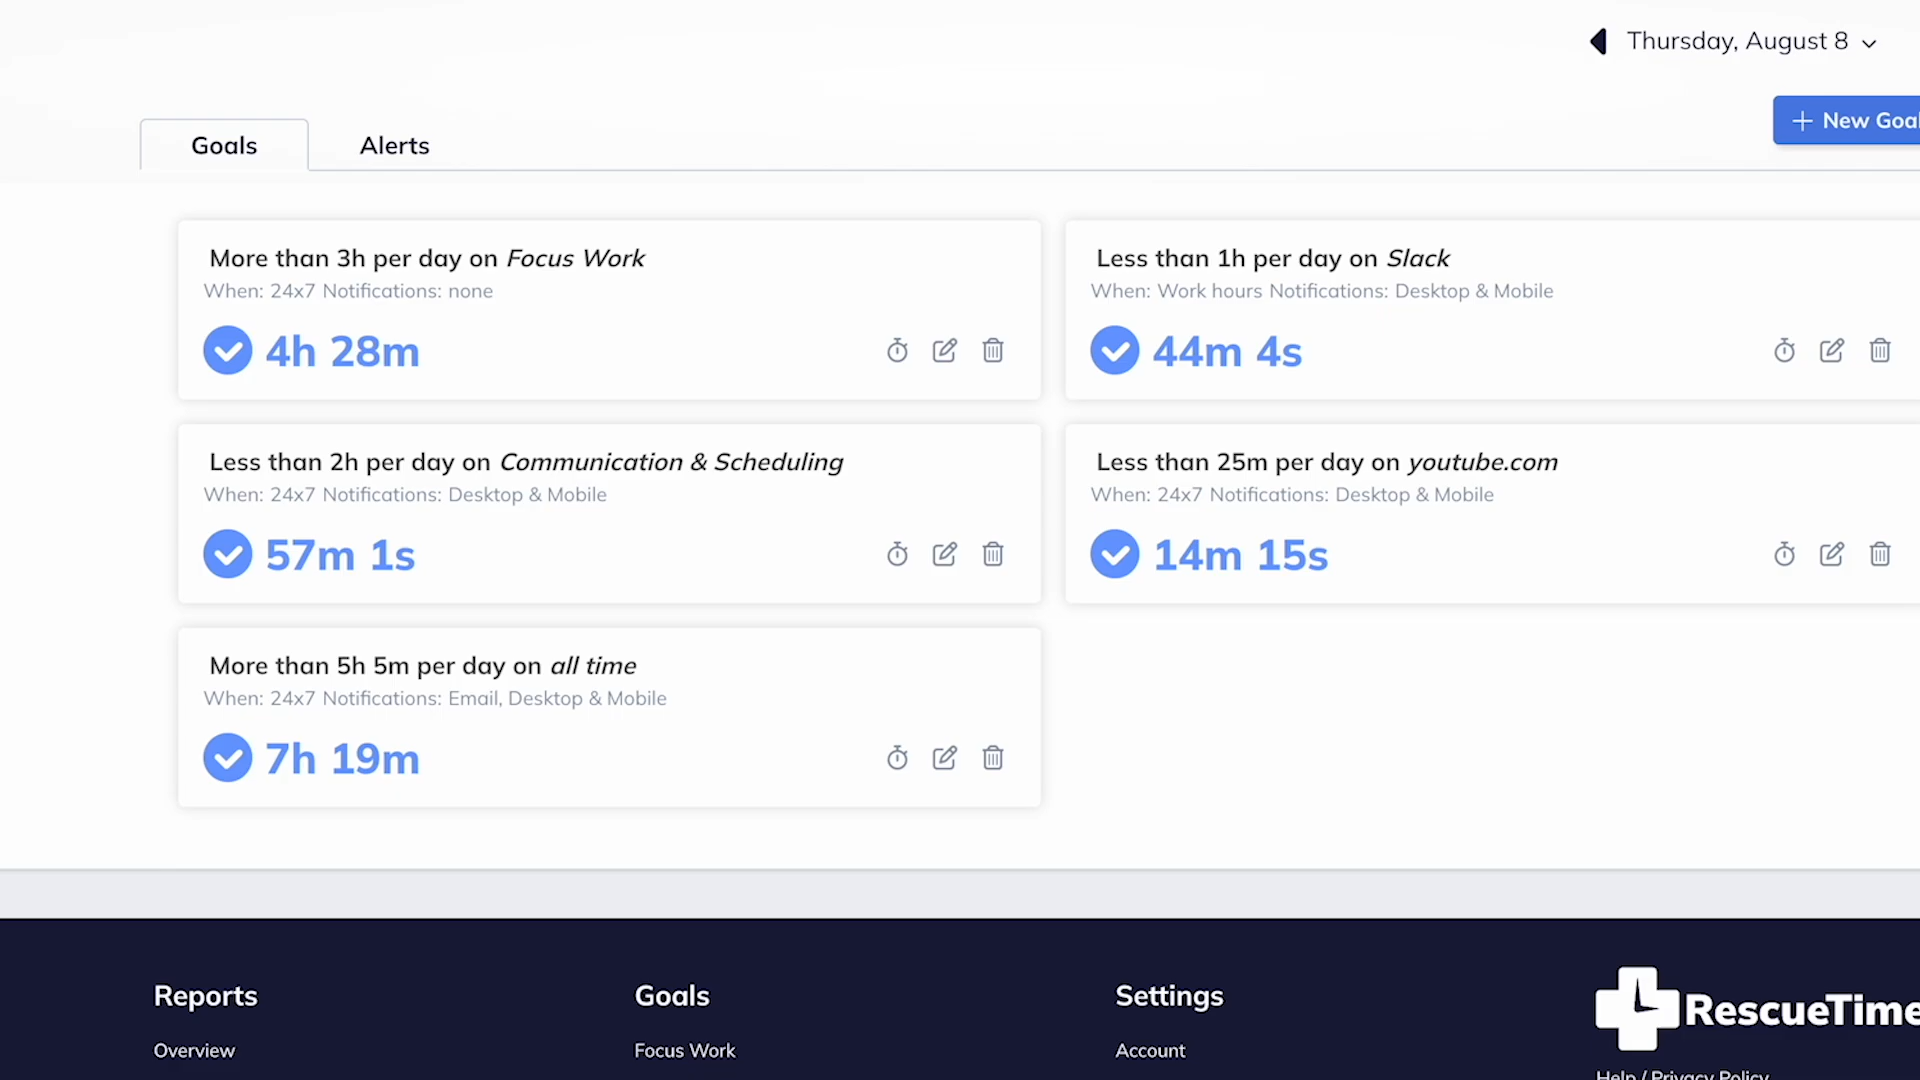 Thursday, August 8
Goals
Alerts
New Goal
More than 3h per day on Focus Work
When: 24x7 Notifications: none
4h 28m
Less than 1h per day on Slack
When: Work hours Notifications: Desktop & Mobile
44m 4s
Less than 2h per day on Communication & Scheduling
When: 24x7 Notifications: Desktop & Mobile
57m 1s
Less than 25m per day on youtube.com
When: 24x7 Notifications: Desktop & Mobile
14m 15s
More than 5h 5m per day on all time
When: 24x7 Notifications: Email, Desktop & Mobile
7h 19m
Reports
Goals
Settings
RescueTime
Overview
Focus Work
Account
Help / Privacy Policy